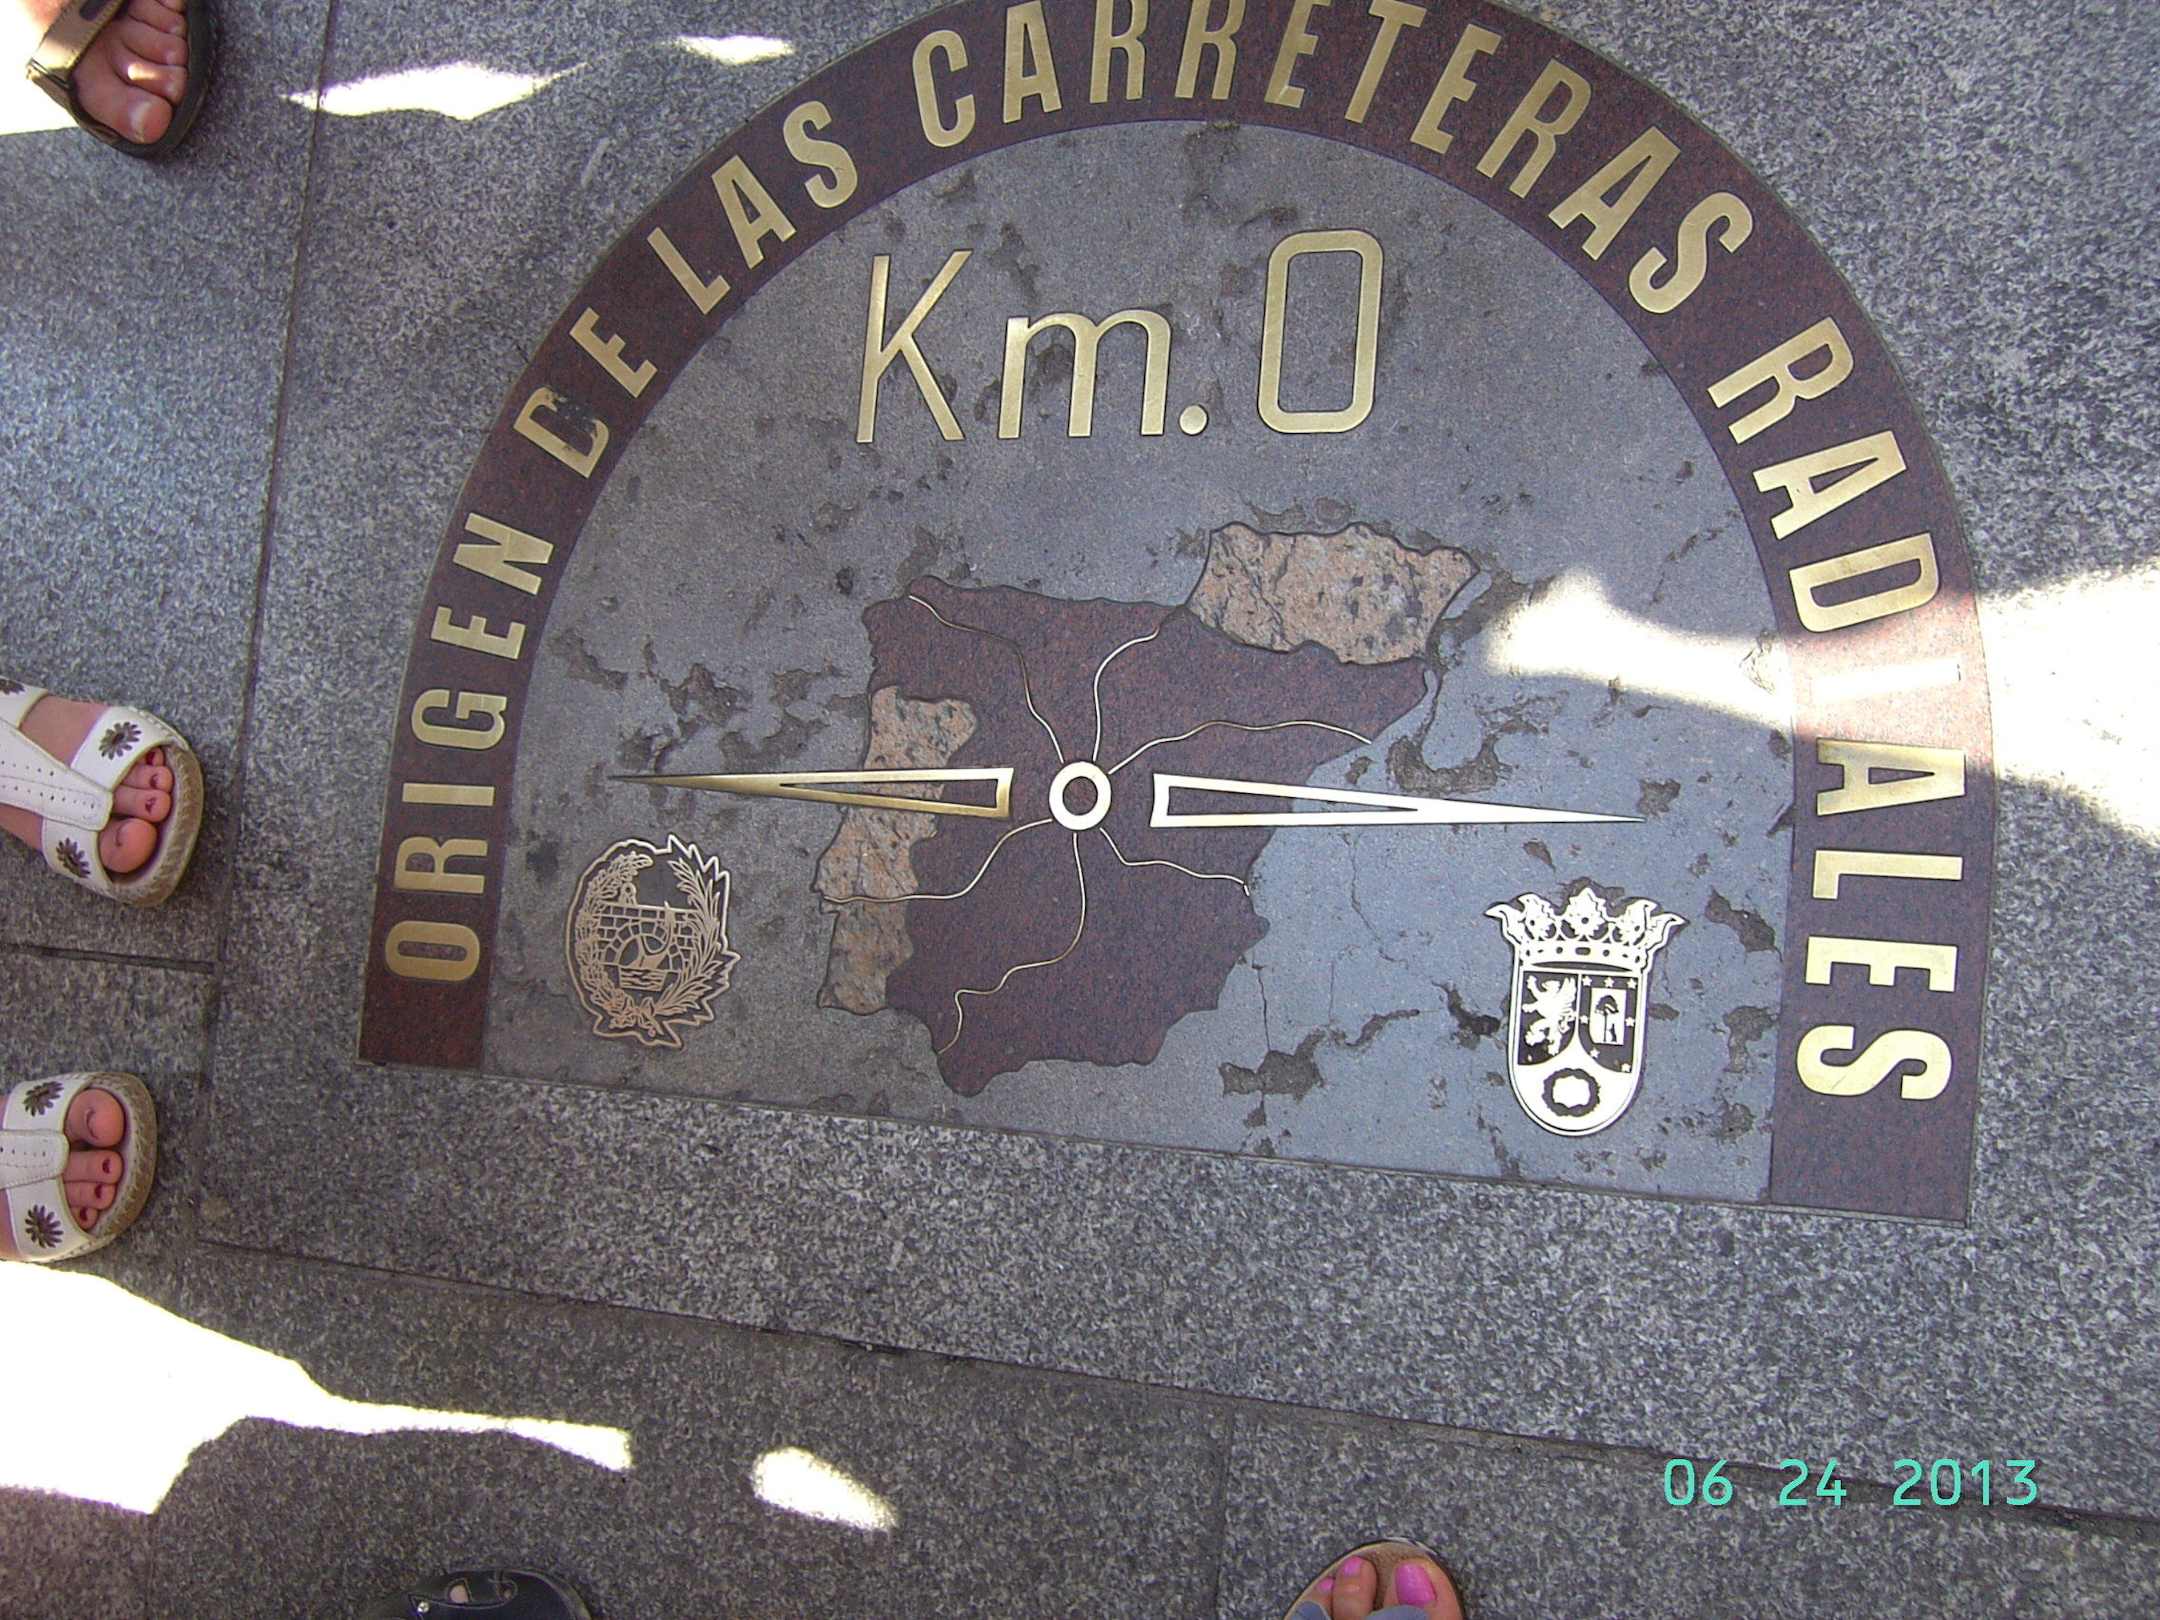 ORIGEN DE LAS CARRETERAS RADIALES
Km. 0
06 24 2013